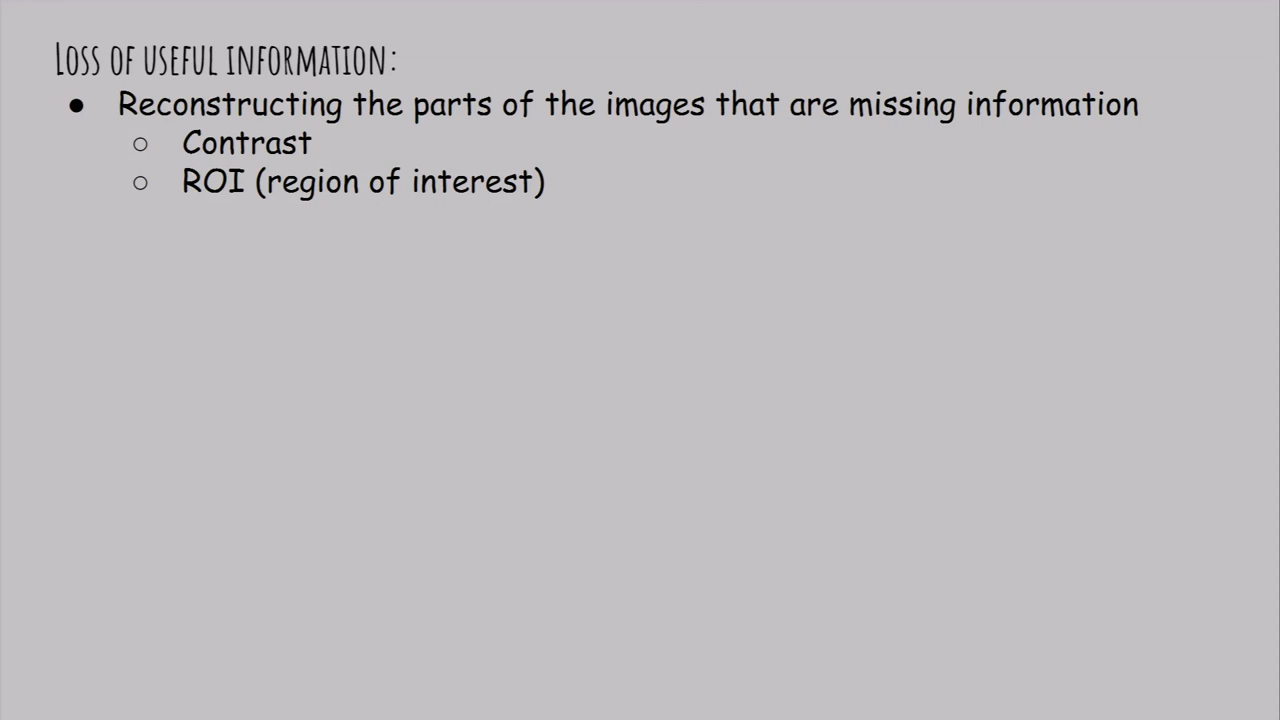 Loss of useful information:
● Reconstructing the parts of the images that are missing information
○ Contrast
○ ROI (region of interest)